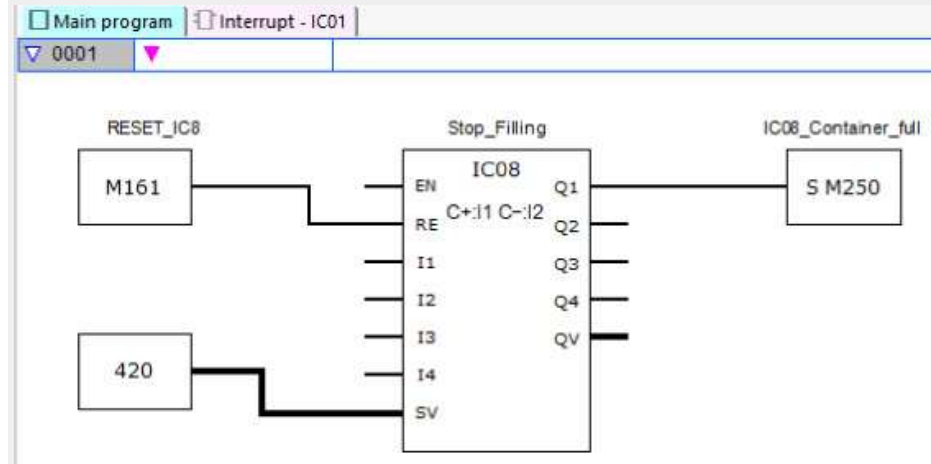 Main program
Interrupt - IC01
0001
RESET_IC8
Stop_Filling
IC08_Container_full
M161
IC08
C+:I1 C-:I2
EN
RE
I1
I2
I3
I4
SV
Q1
Q2
Q3
Q4
QV
S M250
420